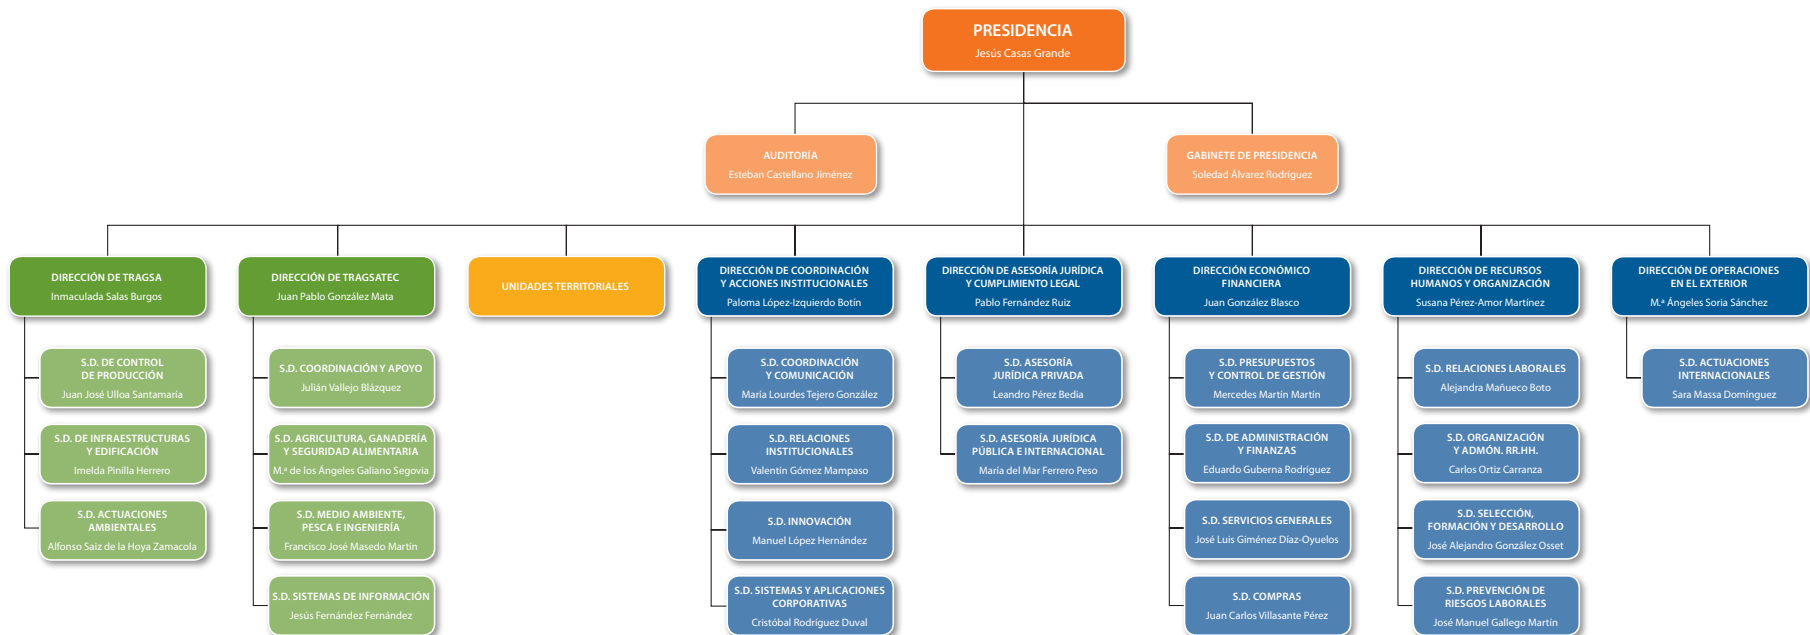 PRESIDENCIA
Jesús Casas Grande
AUDITORÍA
Esteban Castellano Jiménez
GABINETE DE PRESIDENCIA
Soledad Álvarez Rodríguez
DIRECCIÓN DE TRAGSA
Inmaculada Salas Burgos
DIRECCIÓN DE TRAGSATEC
Juan Pablo González Mata
UNIDADES TERRITORIALES
DIRECCIÓN DE COORDINACIÓN
Y ACCIONES INSTITUCIONALES
Paloma López-Izquierdo Botín
DIRECCIÓN DE ASESORÍA JURÍDICA
Y CUMPLIMIENTO LEGAL
Pablo Fernández Ruiz
DIRECCIÓN ECONÓMICO
FINANCIERA
Juan González Blasco
DIRECCIÓN DE RECURSOS
HUMANOS Y ORGANIZACIÓN
Susana Pérez-Amor Martínez
DIRECCIÓN DE OPERACIONES
EN EL EXTERIOR
M.ª Ángeles Soria Sánchez
S.D. DE CONTROL
DE PRODUCCIÓN
Juan José Ulloa Santamaría
S.D. DE INFRAESTRUCTURAS
Y EDIFICACIÓN
Imelda Pinilla Herrero
S.D. ACTUACIONES
AMBIENTALES
Alfonso Saiz de la Hoya Zamacola
S.D. COORDINACIÓN Y APOYO
Julián Vallejo Blázquez
S.D. AGRICULTURA, GANADERÍA
Y SEGURIDAD ALIMENTARIA
M.ª de los Ángeles Galiano Segovia
S.D. MEDIO AMBIENTE,
PESCA E INGENIERÍA
Francisco José Masedo Martín
S.D. SISTEMAS DE INFORMACIÓN
Jesús Fernández Fernández
S.D. COORDINACIÓN
Y COMUNICACIÓN
María Lourdes Tejero González
S.D. RELACIONES
INSTITUCIONALES
Valentín Gómez Mampaso
S.D. INNOVACIÓN
Manuel López Hernández
S.D. SISTEMAS Y APLICACIONES
CORPORATIVAS
Cristóbal Rodríguez Duval
S.D. ASESORÍA
JURÍDICA PRIVADA
Leandro Pérez Bedia
S.D. ASESORÍA JURÍDICA
PÚBLICA E INTERNACIONAL
María del Mar Ferrero Peso
S.D. PRESUPUESTOS
Y CONTROL DE GESTIÓN
Mercedes Martín Martín
S.D. DE ADMINISTRACIÓN
Y FINANZAS
Eduardo Guberna Rodríguez
S.D. SERVICIOS GENERALES
José Luis Giménez Díaz-Oyuelos
S.D. COMPRAS
Juan Carlos Villasante Pérez
S.D. RELACIONES LABORALES
Alejandra Mañueco Boto
S.D. ORGANIZACIÓN
Y ADMÓN. RR.HH.
Carlos Ortiz Carranza
S.D. SELECCIÓN,
FORMACIÓN Y DESARROLLO
José Alejandro González Osset
S.D. PREVENCIÓN DE
RIESGOS LABORALES
José Manuel Gallego Martín
S.D. ACTUACIONES
INTERNACIONALES
Sara Massa Domínguez